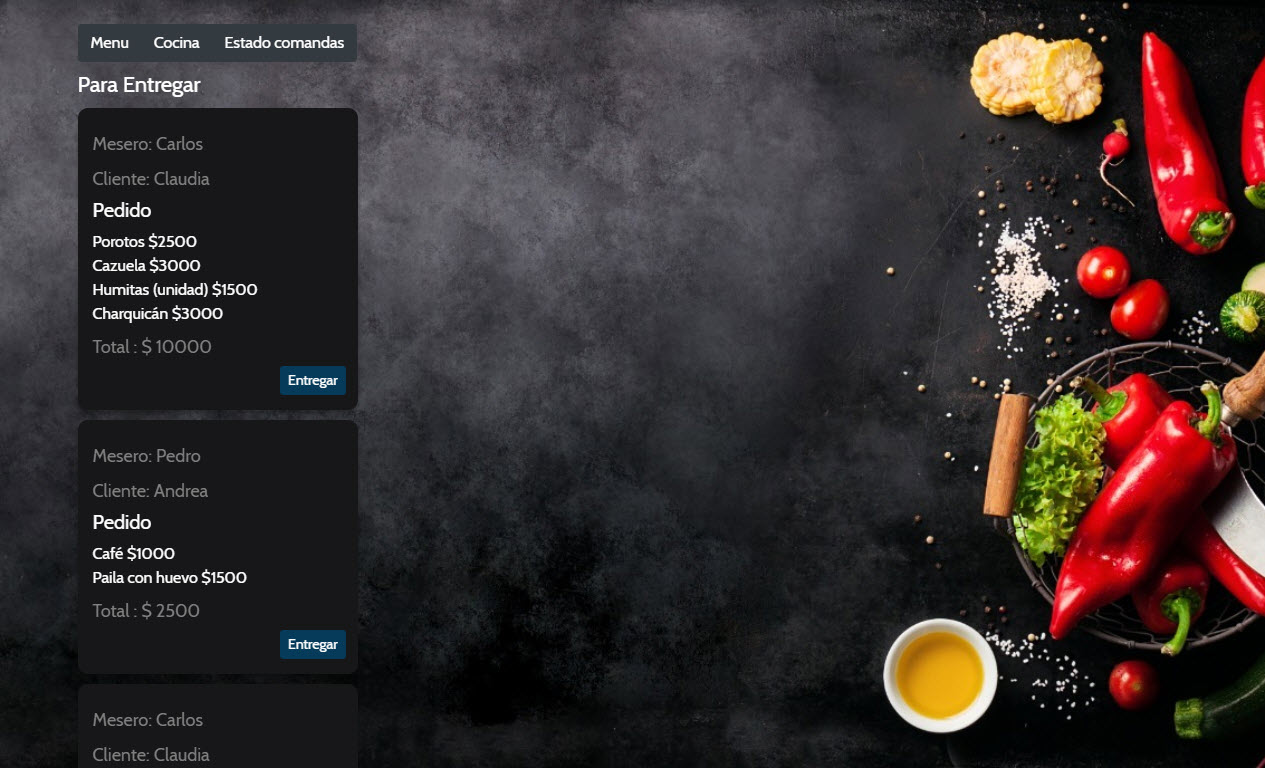 Menu Cocina Estado comandas
Para Entregar
Mesero: Carlos
Cliente: Claudia
Pedido
Porotos $2500
Cazuela $3000
Humitas (unidad) $1500
Charquicán $3000
Total : $ 10000
Entregar
Mesero: Pedro
Cliente: Andrea
Pedido
Café $1000
Paila con huevo $1500
Total : $ 2500
Entregar
Mesero: Carlos
Cliente: Claudia